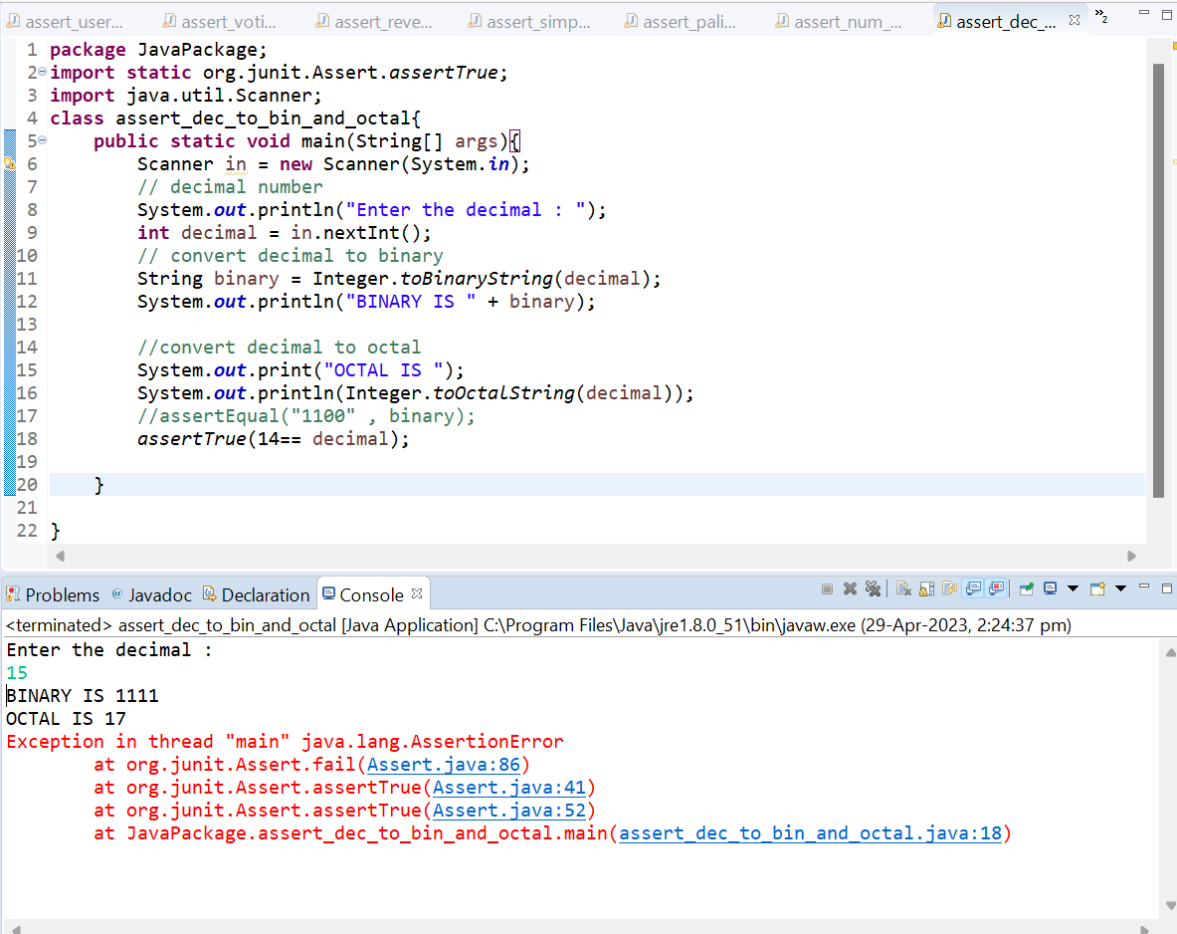 assert_user... assert_voti... assert_reve... assert_simp... assert_pali... assert_num_... assert_dec_... »2
1 package JavaPackage;
2 import static org.junit.Assert.assertTrue;
3 import java.util.Scanner;
4 class assert_dec_to_bin_and_octal{
5     public static void main(String[] args){
6         Scanner in = new Scanner(System.in);
7         // decimal number
8         System.out.println("Enter the decimal : ");
9         int decimal = in.nextInt();
10         // convert decimal to binary
11         String binary = Integer.toBinaryString(decimal);
12         System.out.println("BINARY IS " + binary);
13
14         //convert decimal to octal
15         System.out.print("OCTAL IS ");
16         System.out.println(Integer.toOctalString(decimal));
17         //assertEqual("1100" , binary);
18         assertTrue(14== decimal);
19
20     }
21
22 }
Problems @ Javadoc Declaration Console
<terminated> assert_dec_to_bin_and_octal [Java Application] C:\Program Files\Java\jre1.8.0_51\bin\javaw.exe (29-Apr-2023, 2:24:37 pm)
Enter the decimal :
15
BINARY IS 1111
OCTAL IS 17
Exception in thread "main" java.lang.AssertionError
        at org.junit.Assert.fail(Assert.java:86)
        at org.junit.Assert.assertTrue(Assert.java:41)
        at org.junit.Assert.assertTrue(Assert.java:52)
        at JavaPackage.assert_dec_to_bin_and_octal.main(assert_dec_to_bin_and_octal.java:18)